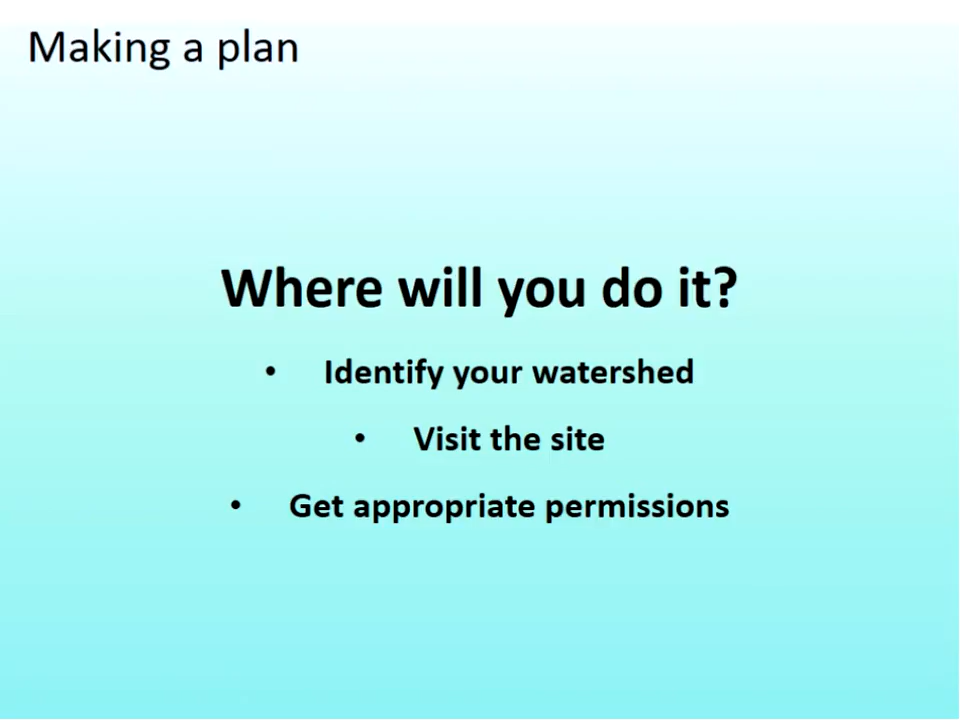 Making a plan
Where will you do it?
• Identify your watershed
• Visit the site
• Get appropriate permissions